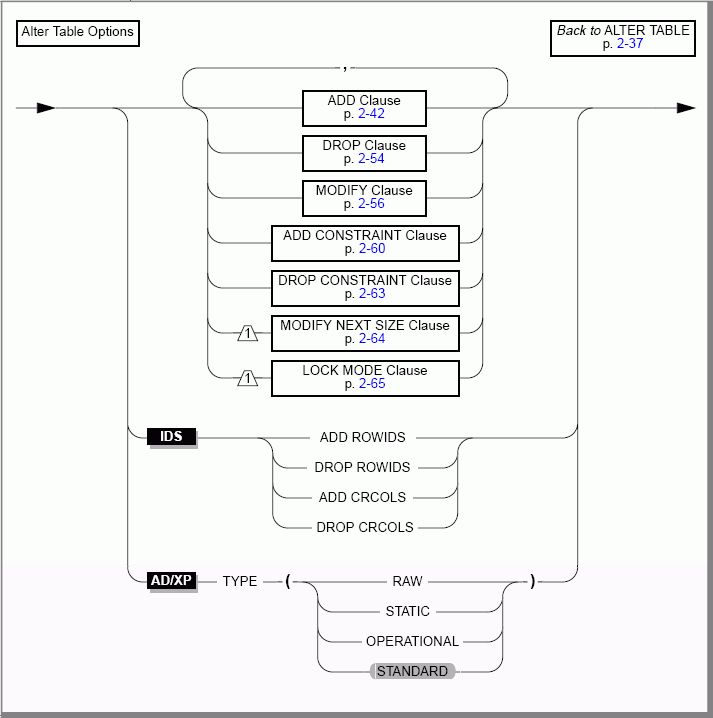 Alter Table Options
Back to ALTER TABLE
p. 2-37
,
ADD Clause
p. 2-42
DROP Clause
p. 2-54
MODIFY Clause
p. 2-56
ADD CONSTRAINT Clause
p. 2-60
DROP CONSTRAINT Clause
p. 2-63
1
MODIFY NEXT SIZE Clause
p. 2-64
1
LOCK MODE Clause
p. 2-65
IDS
ADD ROWIDS
DROP ROWIDS
ADD CRCOLS
DROP CRCOLS
AD/XP TYPE ( RAW )
STATIC
OPERATIONAL
STANDARD